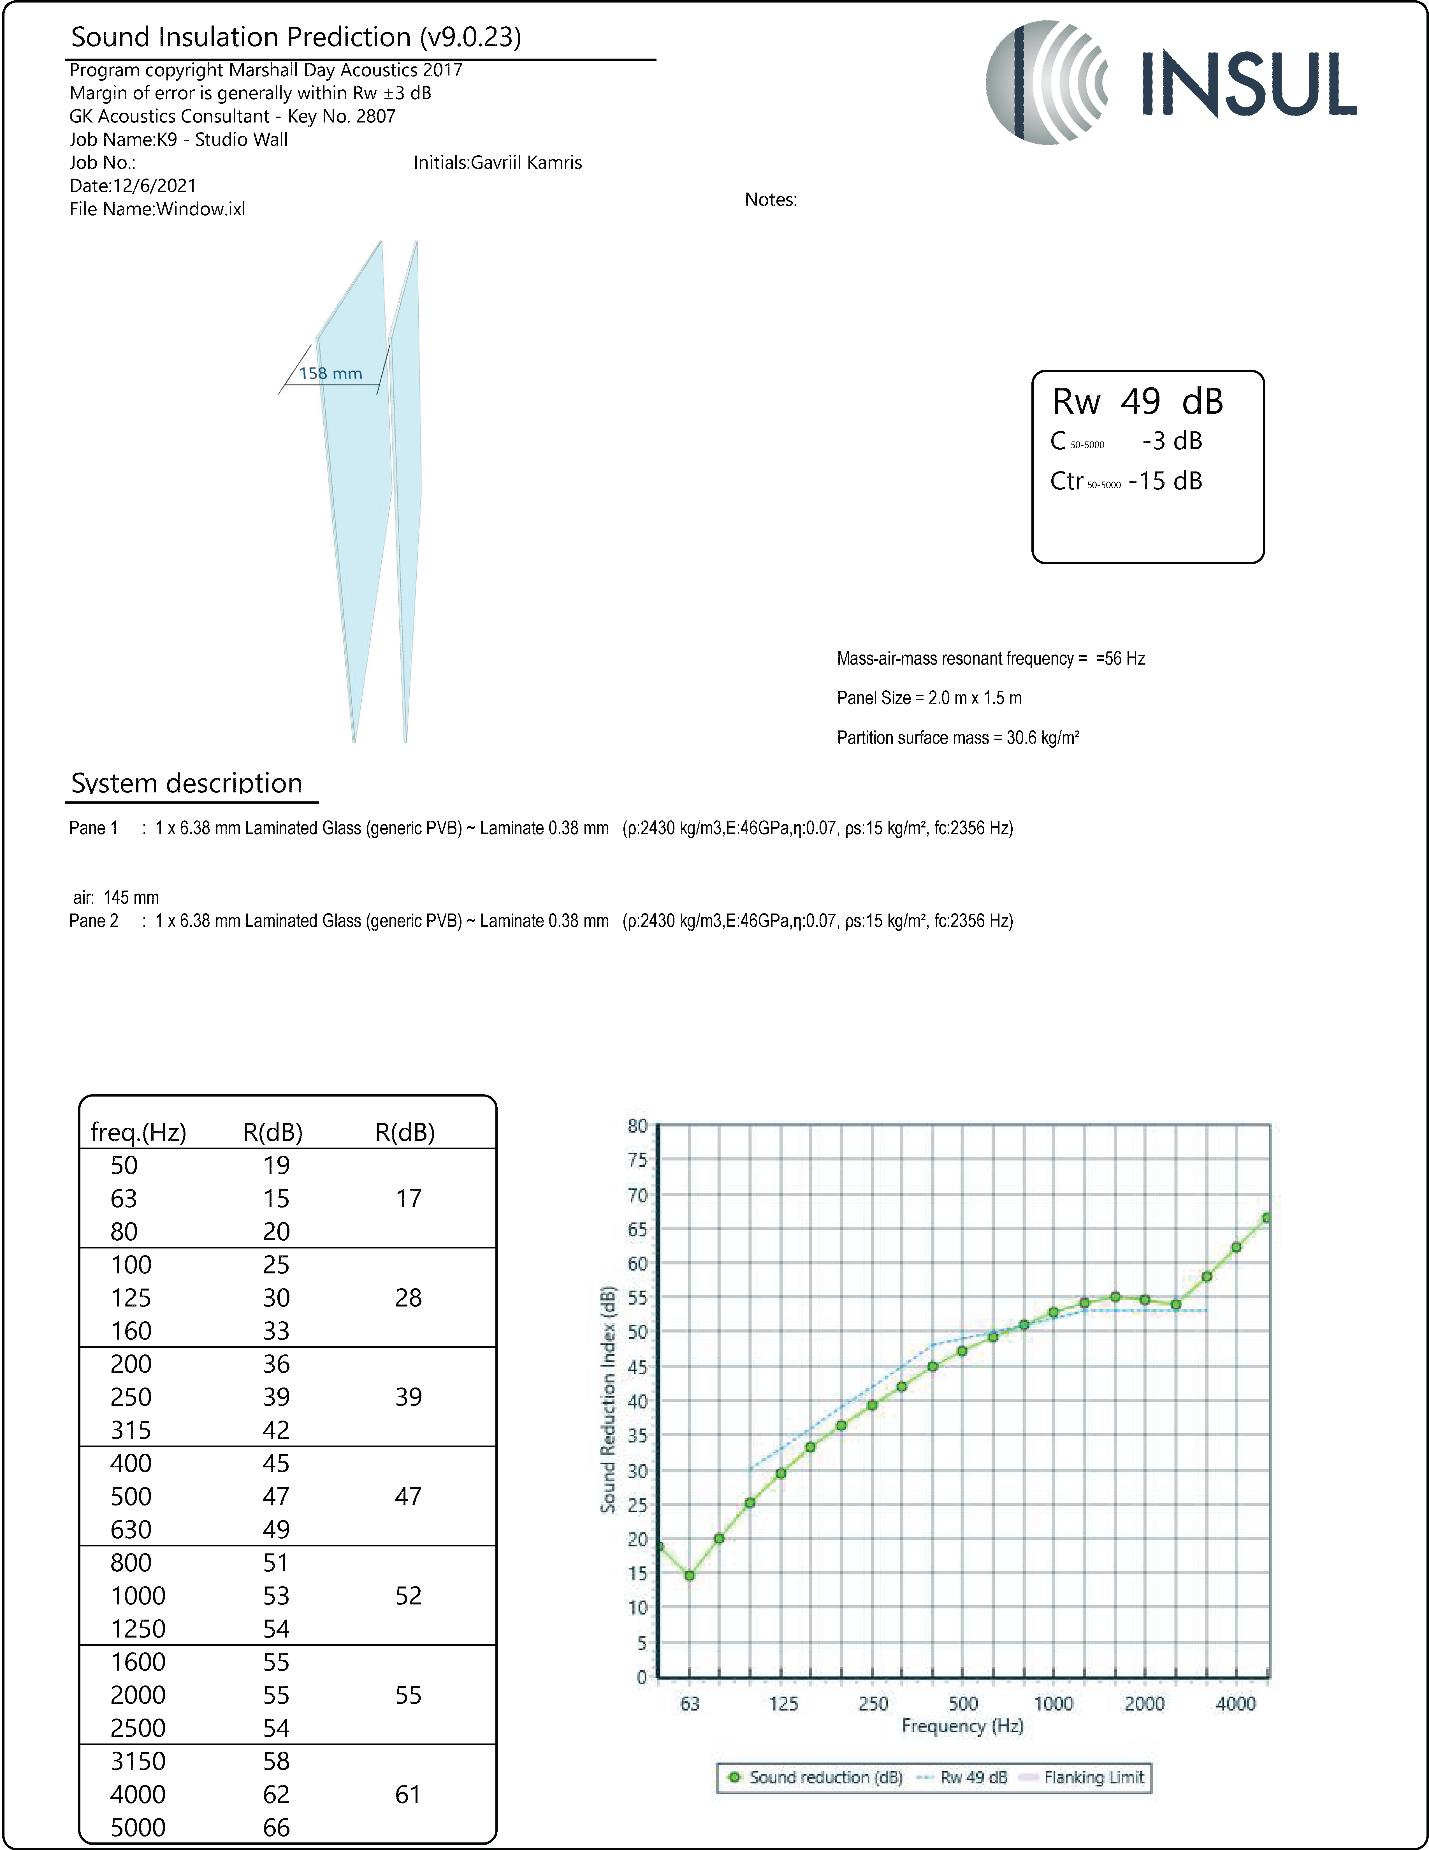 Sound Insulation Prediction (v9.0.23)
Program copyright Marshall Day Acoustics 2017
Margin of error is generally within Rw ±3 dB
GK Acoustics Consultant - Key No. 2807
Job Name:K9 - Studio Wall
Job No.: Initials:Gavriil Kamris
Date:12/6/2021
File Name:Window.ixl
INSUL
Notes:
158 mm
Rw 49 dB
C 50-5000 -3 dB
Ctr 50-5000 -15 dB
Mass-air-mass resonant frequency = =56 Hz
Panel Size = 2.0 m x 1.5 m
Partition surface mass = 30.6 kg/m²
System description
Pane 1 : 1 x 6.38 mm Laminated Glass (generic PVB) ~ Laminate 0.38 mm (ρ:2430 kg/m3,E:46GPa,η:0.07, ρs:15 kg/m², fc:2356 Hz)
air: 145 mm
Pane 2 : 1 x 6.38 mm Laminated Glass (generic PVB) ~ Laminate 0.38 mm (ρ:2430 kg/m3,E:46GPa,η:0.07, ρs:15 kg/m², fc:2356 Hz)
freq.(Hz) R(dB) R(dB)
50 19
63 15 17
80 20
100 25
125 30 28
160 33
200 36
250 39 39
315 42
400 45
500 47 47
630 49
800 51
1000 53 52
1250 54
1600 55
2000 55 55
2500 54
3150 58
4000 62 61
5000 66
Sound Reduction Index (dB)
80
75
70
65
60
55
50
45
40
35
30
25
20
15
10
5
0
63 125 250 500 1000 2000 4000
Frequency (Hz)
Sound reduction (dB) Rw 49 dB Flanking Limit